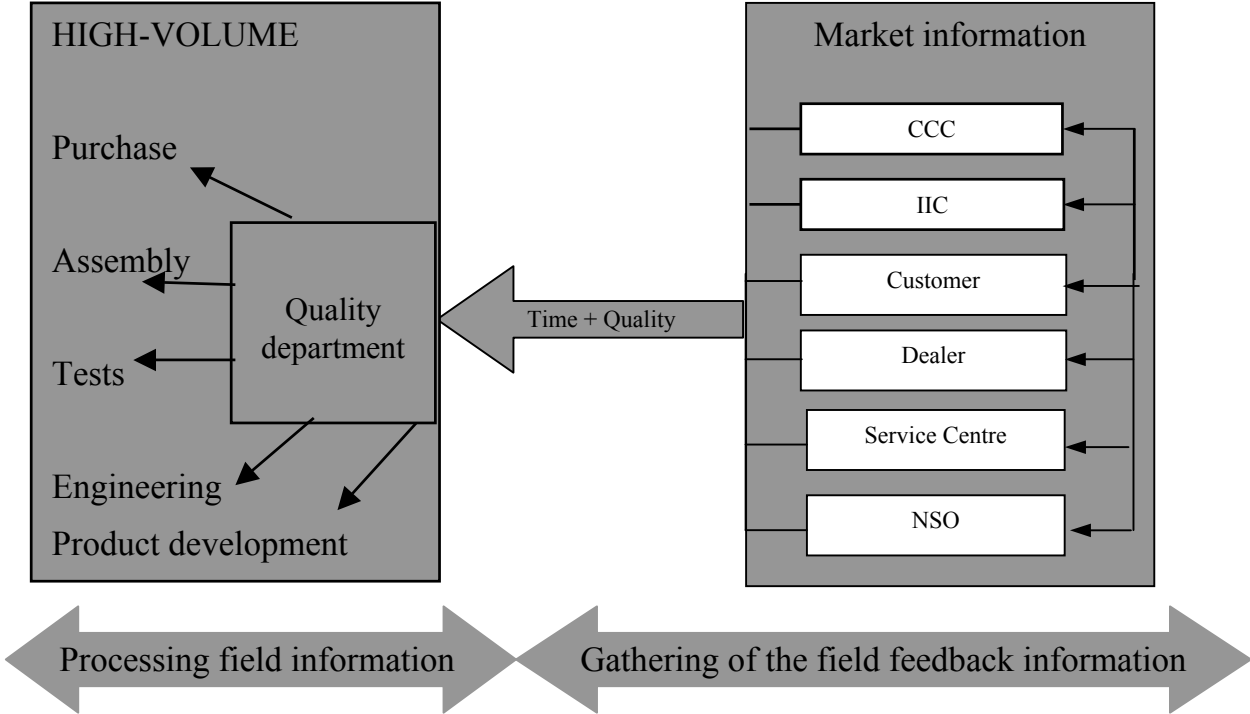 HIGH-VOLUME
Purchase
Assembly
Tests
Engineering
Product development
Quality
department
Time + Quality
Market information
CCC
IIC
Customer
Dealer
Service Centre
NSO
Processing field information
Gathering of the field feedback information